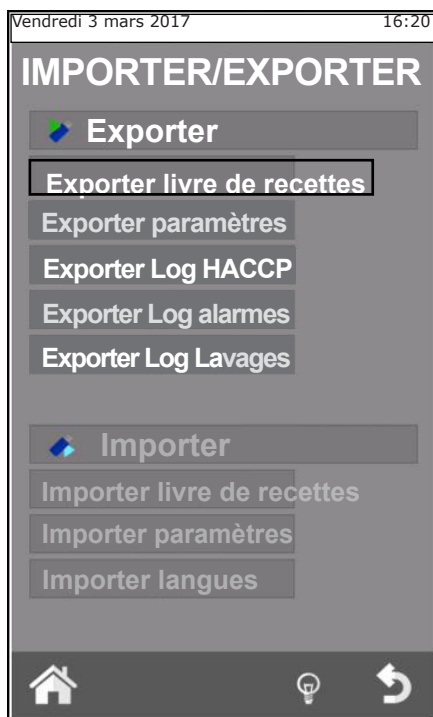 Vendredi 3 mars 2017 16:20
IMPORTER/EXPORTER
Exporter
Exporter livre de recettes
Exporter paramètres
Exporter Log HACCP
Exporter Log alarmes
Exporter Log Lavages
Importer
Importer livre de recettes
Importer paramètres
Importer langues